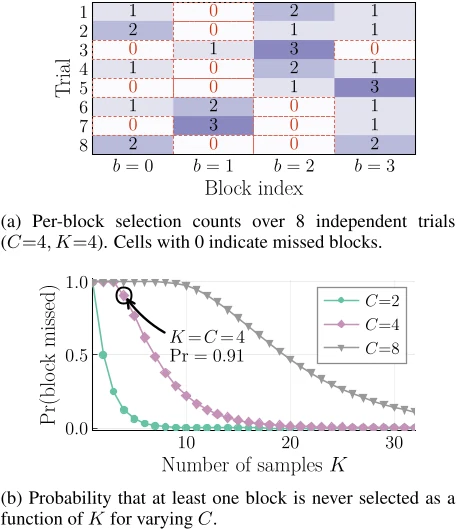 Trial
1 1 0 2 1
2 2 0 1 1
3 0 1 3 0
4 1 0 2 1
5 0 0 1 3
6 1 2 0 1
7 0 3 0 1
8 2 0 0 2
b = 0 b = 1 b = 2 b = 3
Block index
(a) Per-block selection counts over 8 independent trials
(C=4, K=4). Cells with 0 indicate missed blocks.
Pr(block missed)
1.0
0.5
0.0
K=C=4
Pr = 0.91
C=2
C=4
C=8
10 20 30
Number of samples K
(b) Probability that at least one block is never selected as a
function of K for varying C.